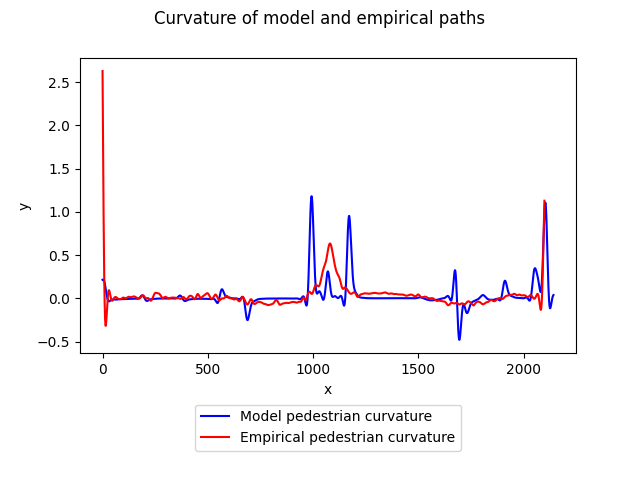 Curvature of model and empirical paths
2.5
2.0
1.5
1.0
0.5
0.0
−0.5
y
0 500 1000 1500 2000
x
Model pedestrian curvature
Empirical pedestrian curvature